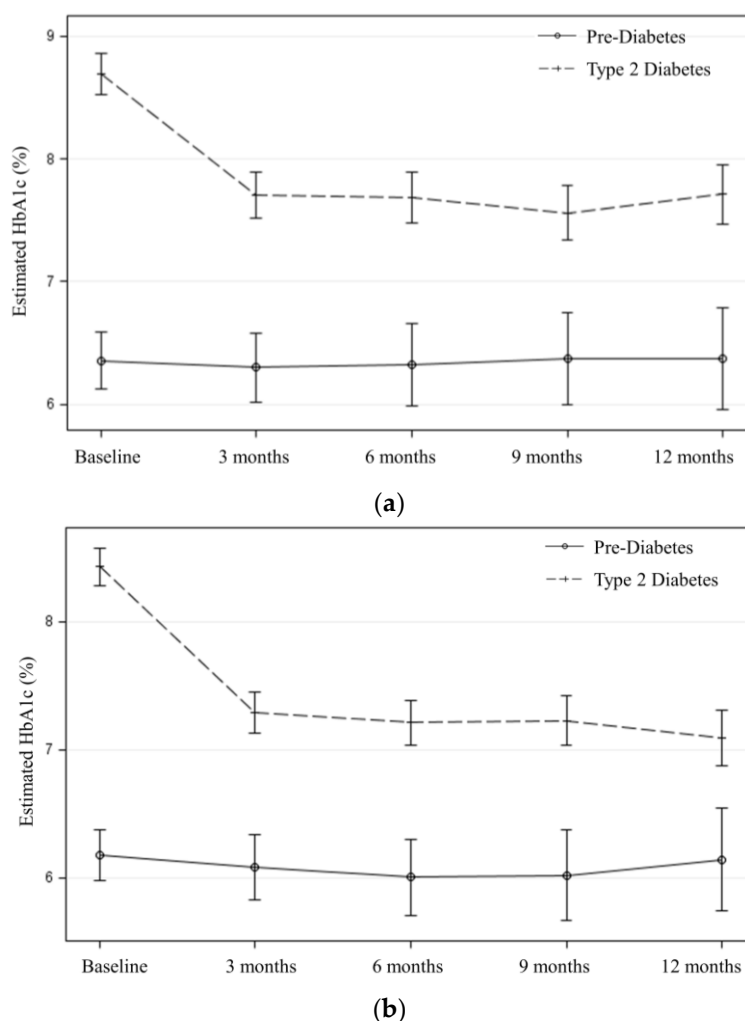 9
Pre-Diabetes
Type 2 Diabetes
8
Estimated HbA1c (%)
7
6
Baseline 3 months 6 months 9 months 12 months
(a)
Pre-Diabetes
Type 2 Diabetes
8
Estimated HbA1c (%)
7
6
Baseline 3 months 6 months 9 months 12 months
(b)